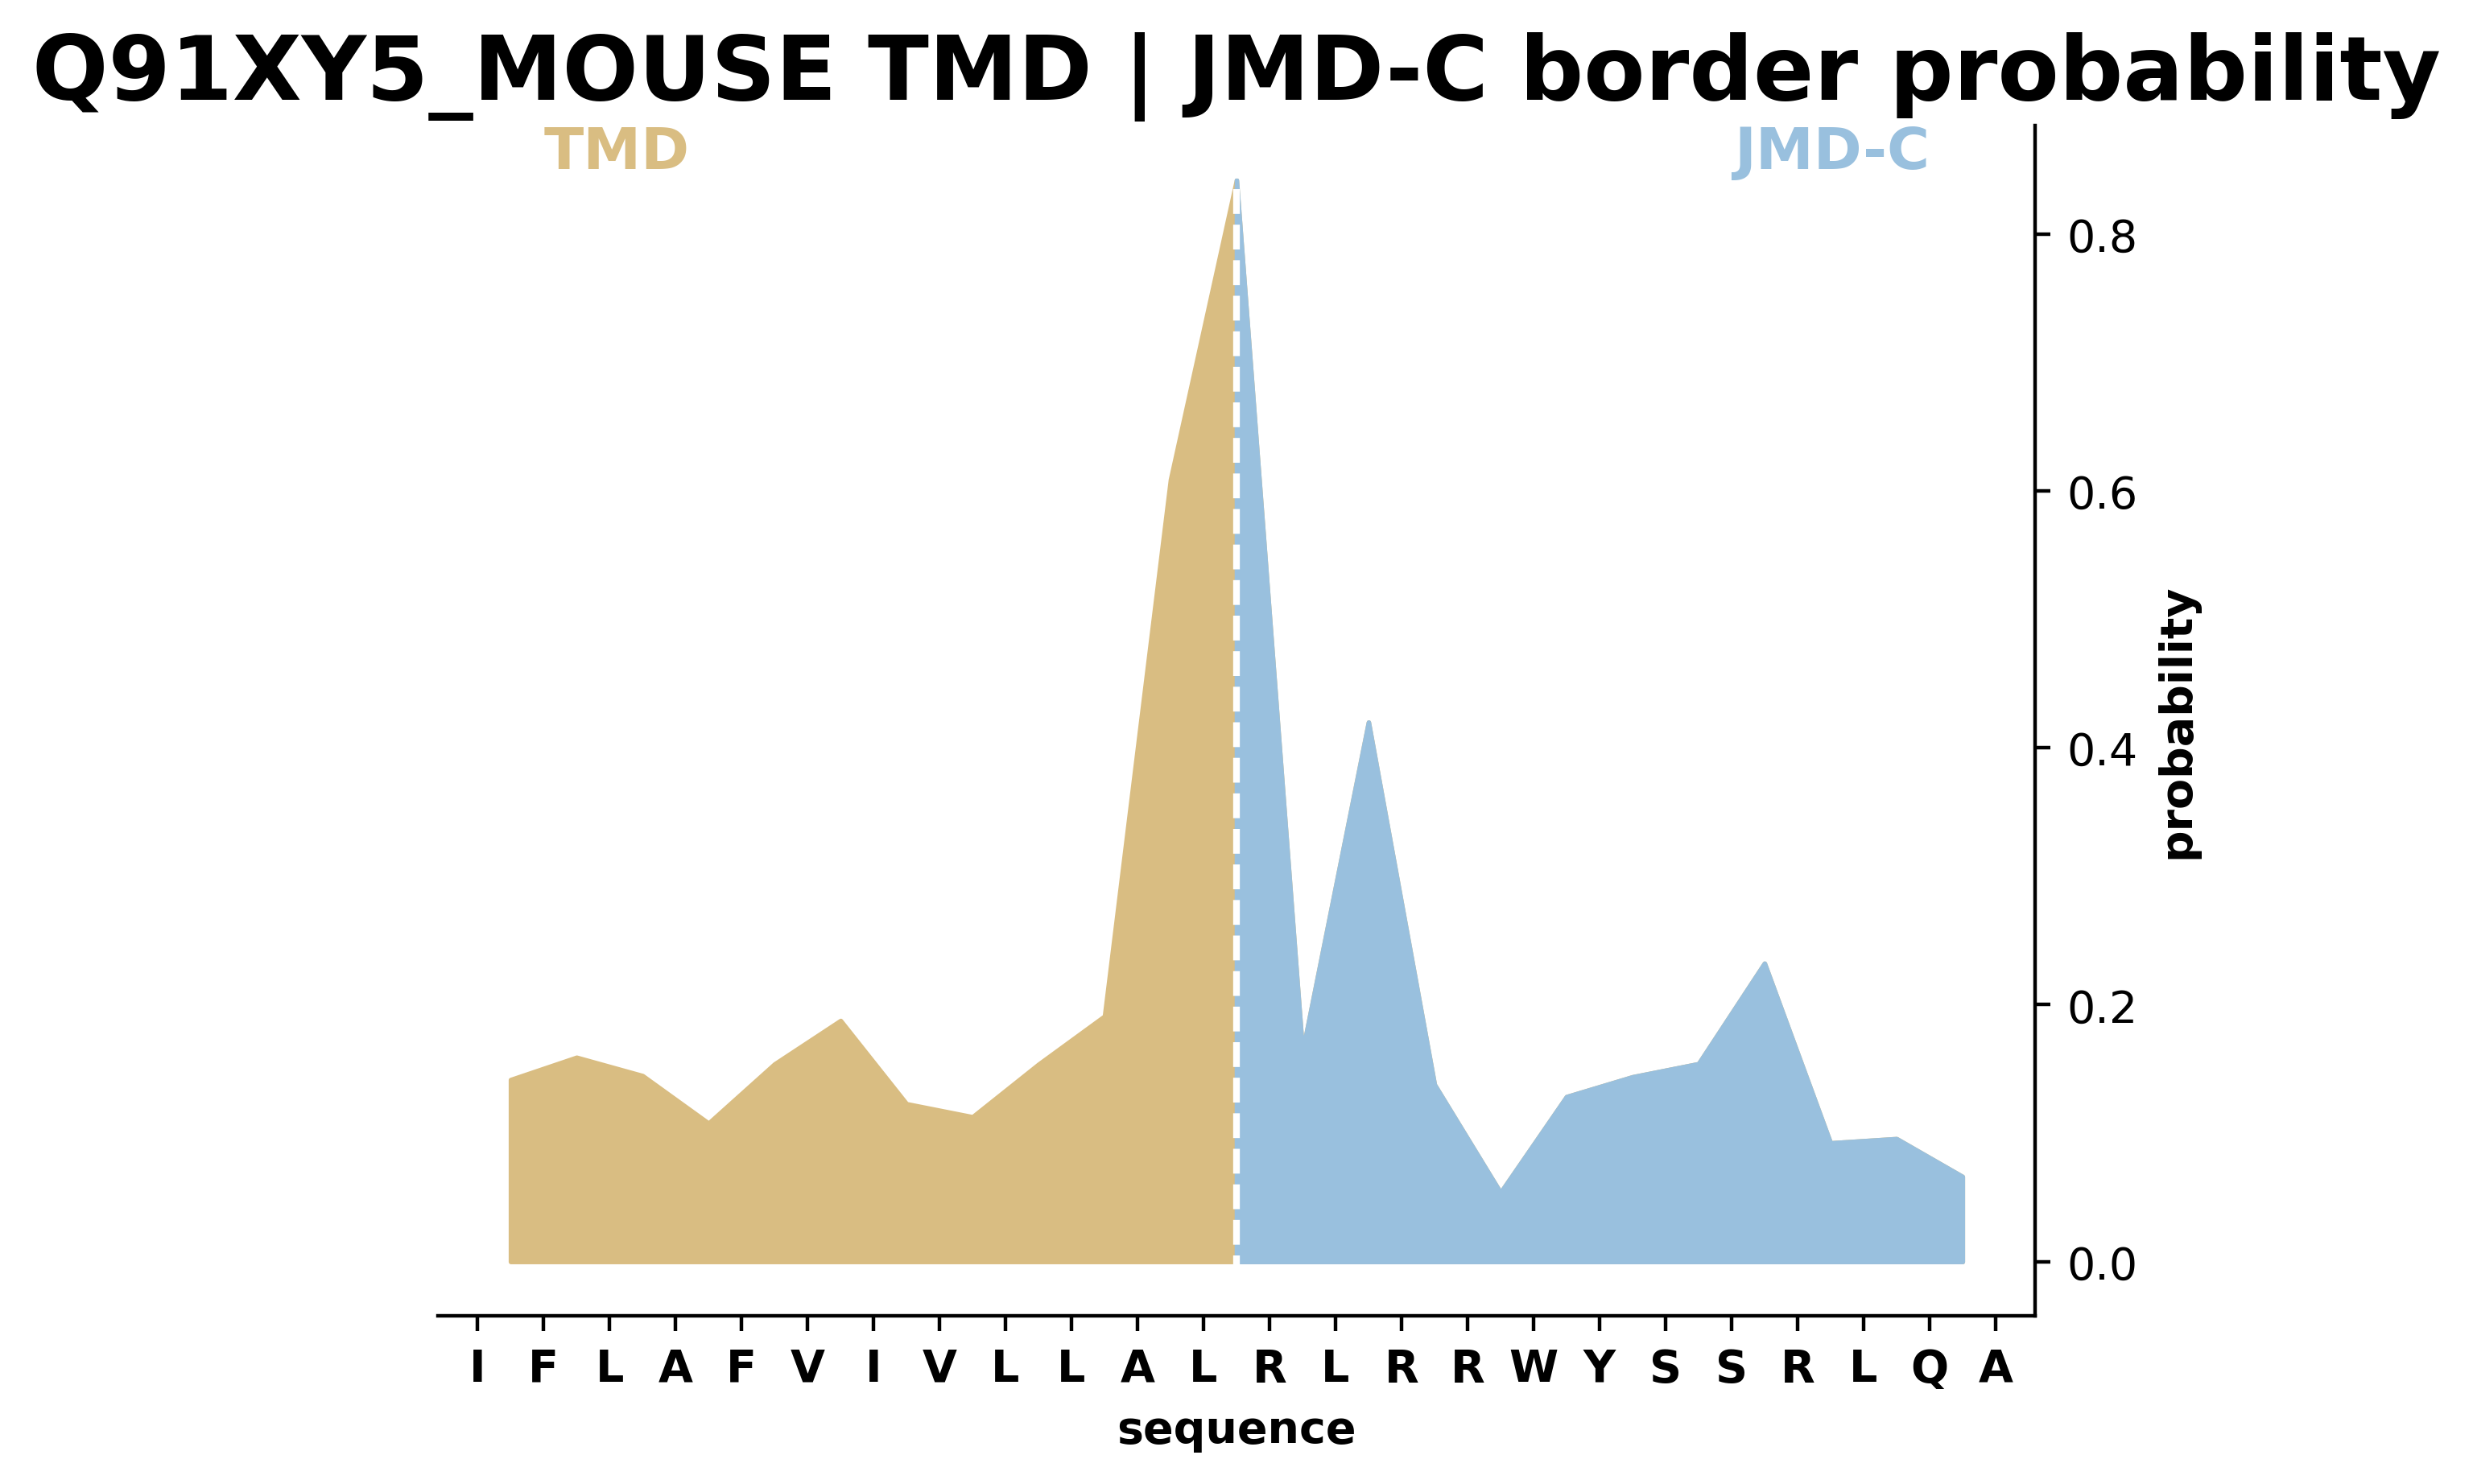 Q91XY5_MOUSE TMD | JMD-C border probability
TMD JMD-C
0.8
0.6
0.4
0.2
0.0
probability
I F L A F V I V L L A L R L R R W Y S S R L Q A
sequence